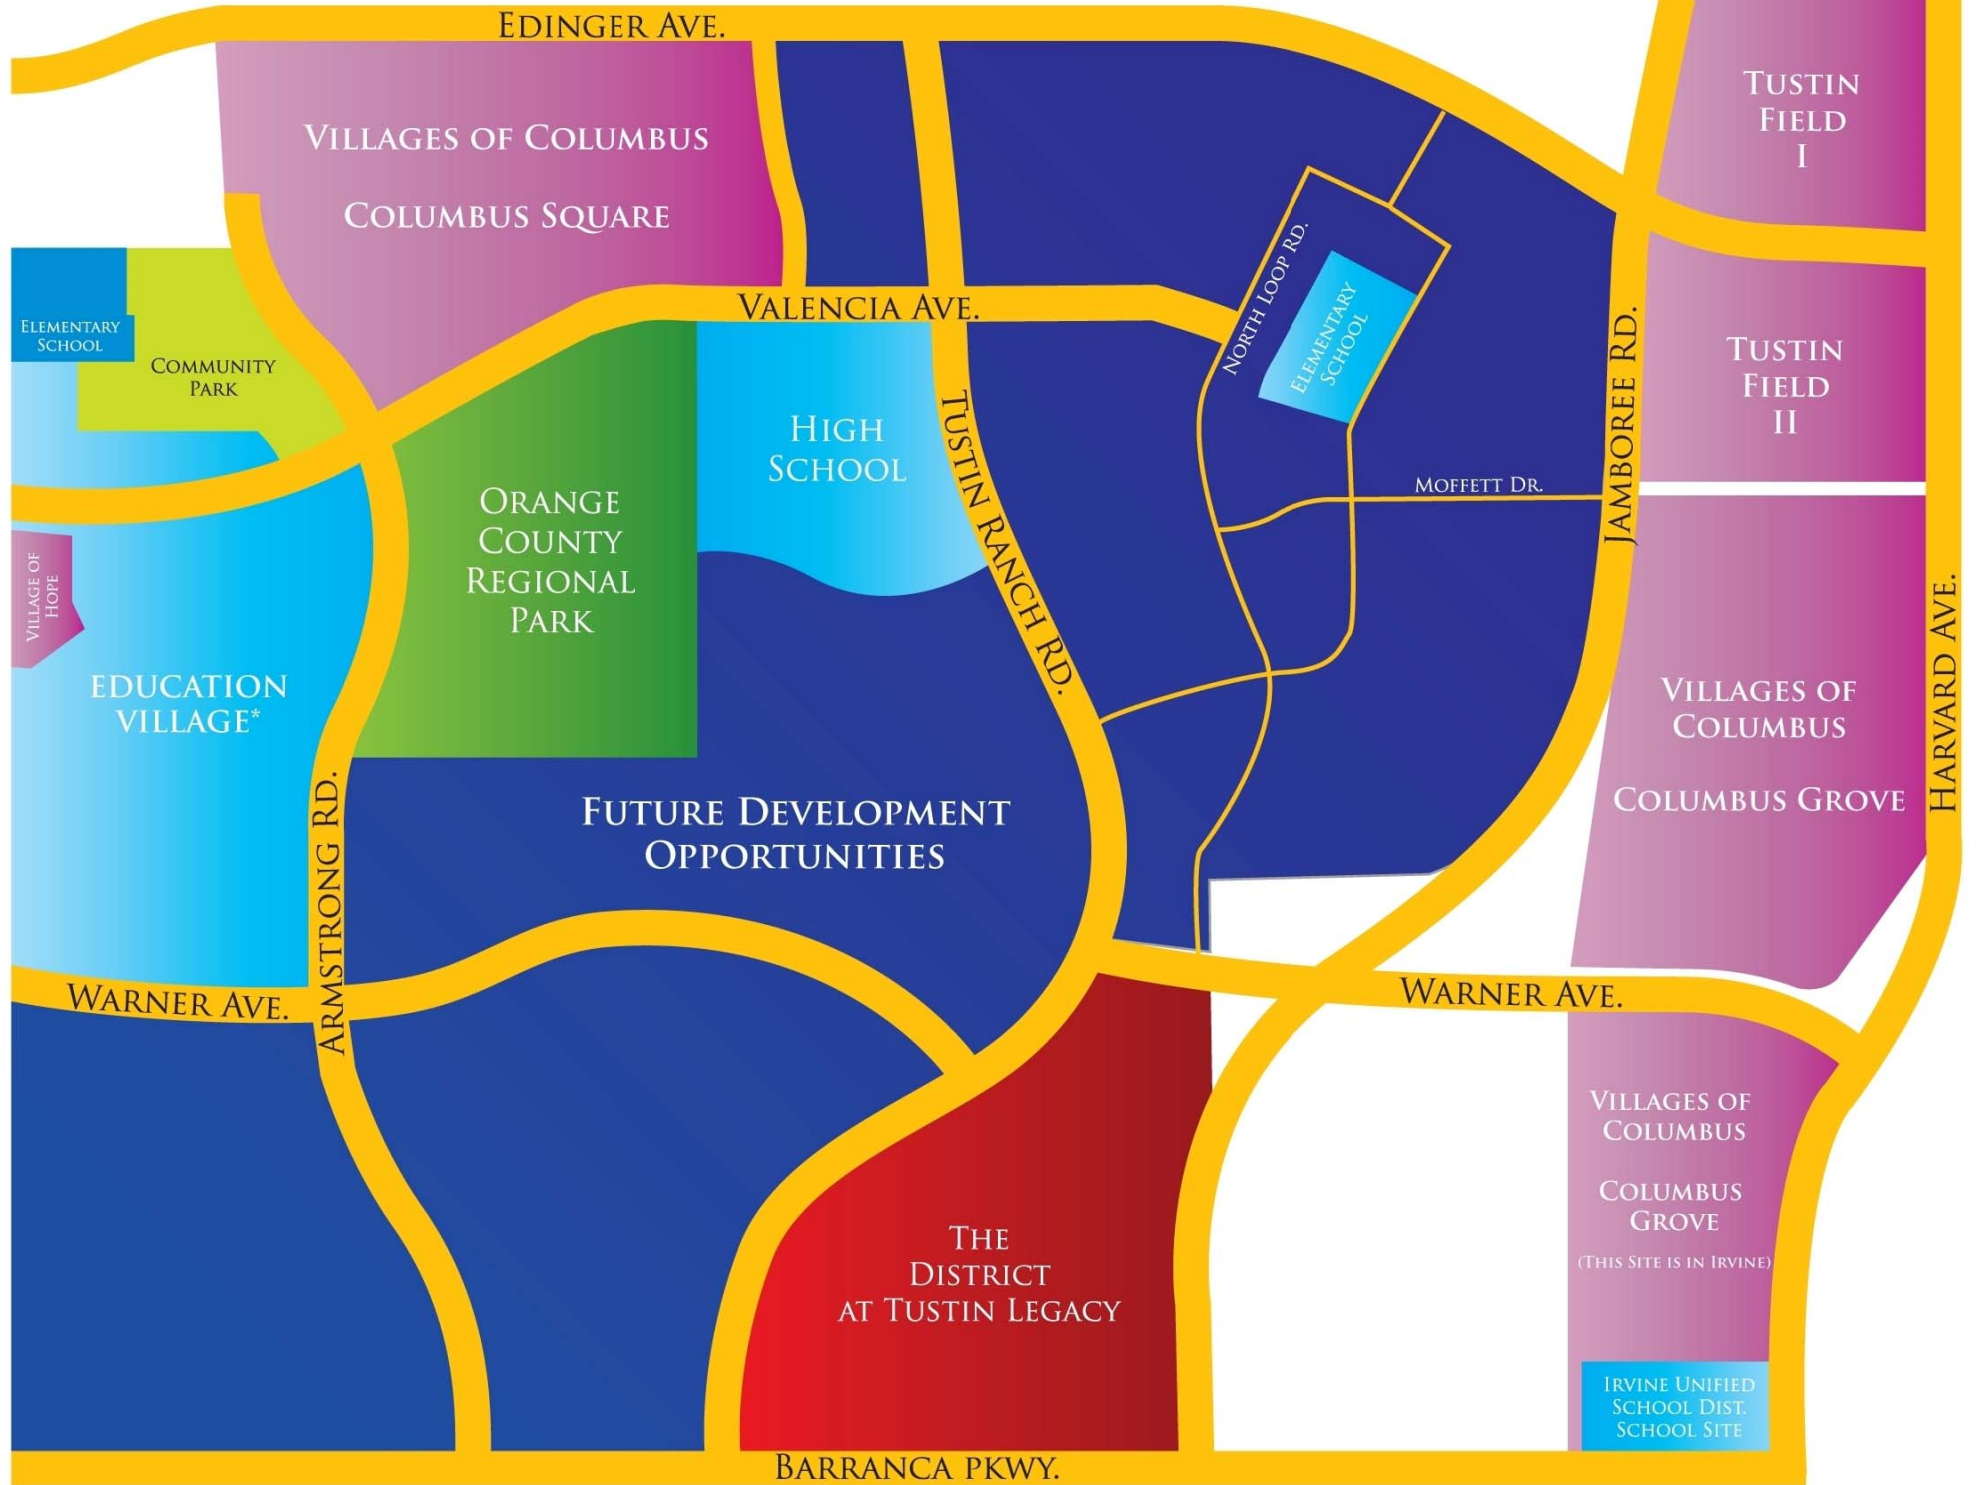 Edinger Ave.
Villages of Columbus
Columbus Square
Tustin
Field
I
Elementary
School
Community
Park
Valencia Ave.
North Loop Rd.
Elementary
School
Jamboree Rd.
Tustin
Field
II
High
School
Tustin Ranch Rd.
Moffett Dr.
Orange
County
Regional
Park
Village of
Hope
EDUCATION
VILLAGE*
Armstrong Rd.
Future Development
Opportunities
Villages of
Columbus
Columbus Grove
Harvard Ave.
Warner Ave.
Warner Ave.
Villages of
Columbus
Columbus
Grove
(This Site is in Irvine)
The
District
at Tustin Legacy
Irvine Unified
School Dist.
School Site
Barranca pkwy.